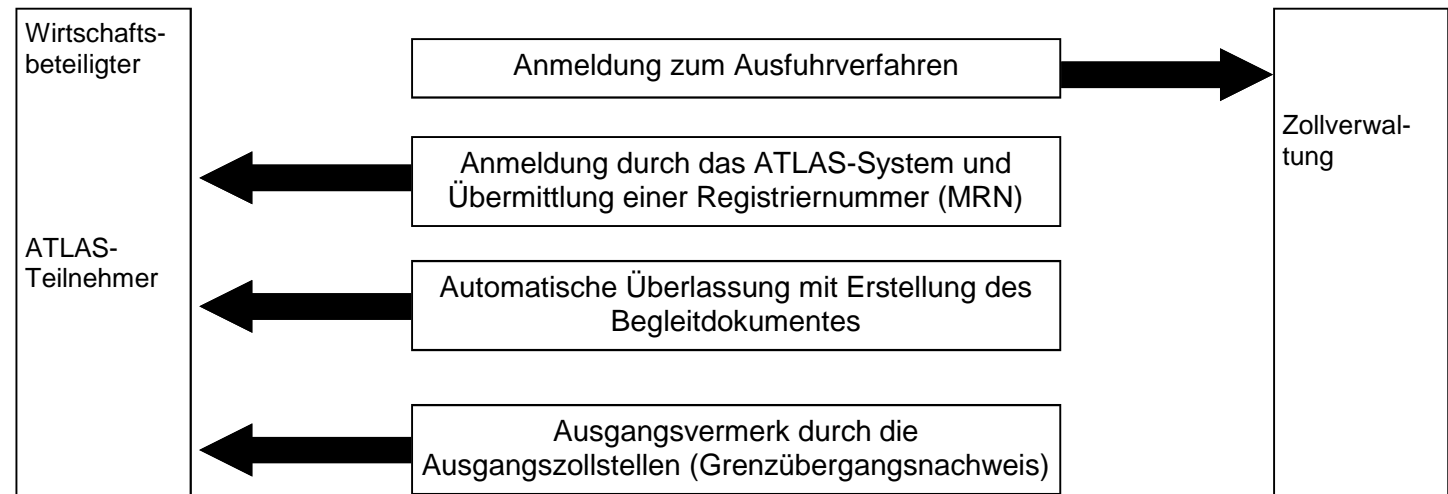 Wirtschafts-
beteiligter
ATLAS-
Teilnehmer
Anmeldung zum Ausfuhrverfahren
Anmeldung durch das ATLAS-System und
Übermittlung einer Registriernummer (MRN)
Automatische Überlassung mit Erstellung des
Begleitdokumentes
Ausgangsvermerk durch die
Ausgangszollstellen (Grenzübergangsnachweis)
Zollverwal-
tung